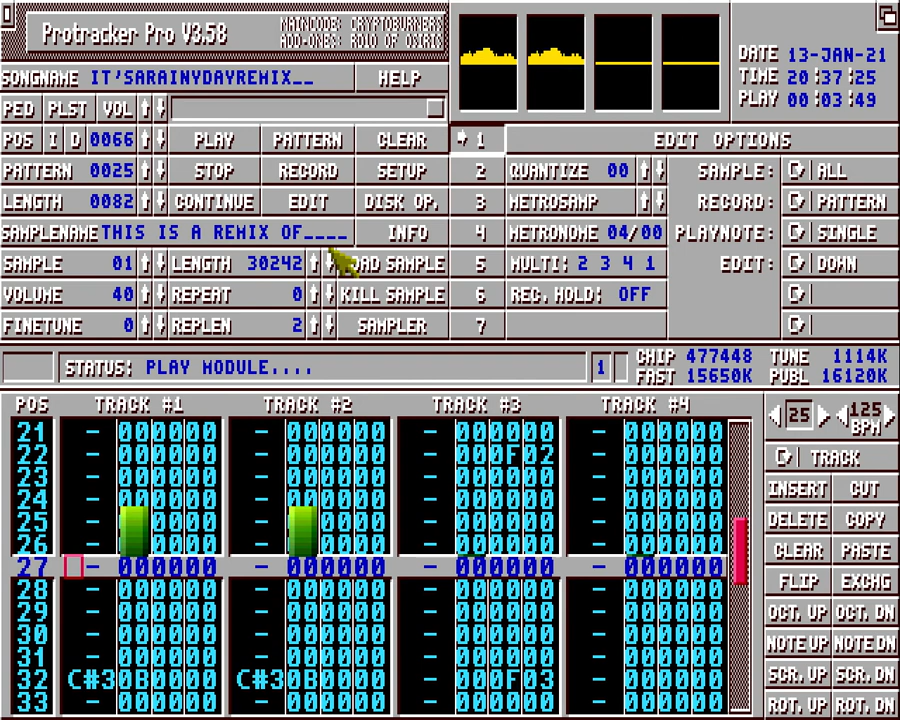 Protracker Pro V3.58
MAINCODE: CRYPTOBURNERS
ADD-ONBS: ROLO OF OSIRIS
DATE 13-JAN-21
TIME 20:37:25
PLAY 00:03:49
SONGNAME IT'SARAINYDAYREMIX__ HELP
PED PLST VOL
POS I D 0066 PLAY PATTERN CLEAR 1 EDIT OPTIONS
PATTERN 0025 STOP RECORD SETUP 2 QUANTIZE 00 SAMPLE: ALL
LENGTH 0082 CONTINUE EDIT DISK OP. 3 METROSAMP RECORD: PATTERN
SAMPLENAME THIS IS A REMIX OF____ INFO 4 METRONOME 04/00 PLAYNOTE: SINGLE
SAMPLE 01 LENGTH 30242 AD SAMPLE 5 MULTI: 2 3 4 1 EDIT: DOWN
VOLUME 40 REPEAT 0 KILL SAMPLE 6 REC.HOLD: OFF
FINETUNE 0 REPLEN 2 SAMPLER 7
STATUS: PLAY MODULE.... 1 CHIP 477448 TUNE 1114K
FAST 15650K PUBL 16120K
POS TRACK #1 TRACK #2 TRACK #3 TRACK #4 25 125 BPM
21 - 000000 - 000000 - 000000 - 000000
22 - 000000 - 000000 - 000F02 - 000000
23 - 000000 - 000000 - 000000 - 000000 TRACK
24 - 000000 - 000000 - 000000 - 000000 INSERT CUT
25 - 0000 - 0000 - 000000 - 000000 DELETE COPY
26 - 0000 - 0000 - 000000 - 000000 CLEAR PASTE
27 - 000000 - 000000 - 000000 - 000000
28 - 000000 - 000000 - 000000 - 000000 FLIP EXCHG
29 - 000000 - 000000 - 000000 - 000000 OCT. UP OCT. DN
30 - 000000 - 000000 - 000000 - 000000 NOTE UP NOTE DN
31 - 000000 - 000000 - 000000 - 000000
32 C#30B0000 C#30B0000 - 000F03 - 000000 SCR. UP SCR. DN
33 - 000000 - 000000 - 000000 - 000000 ROT. UP ROT. DN